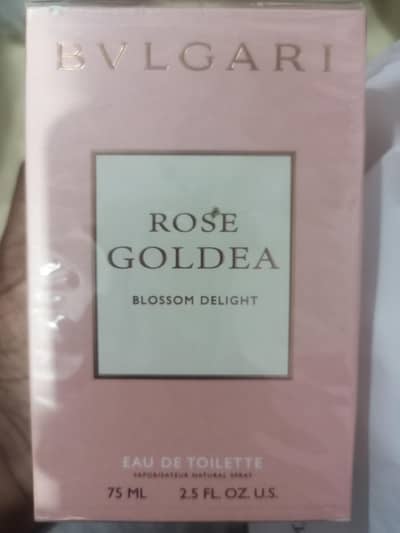 BVLGARI
ROSE
GOLDEA
BLOSSOM DELIGHT
EAU DE TOILETTE
VAPORISATEUR NATURAL SPRAY
75 ML 2.5 FL. OZ. U.S.